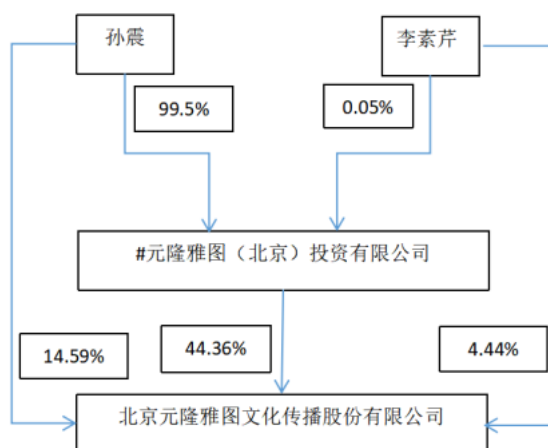 孙震
李素芹
99.5%
0.05%
#元隆雅图（北京）投资有限公司
14.59%
44.36%
4.44%
北京元隆雅图文化传播股份有限公司